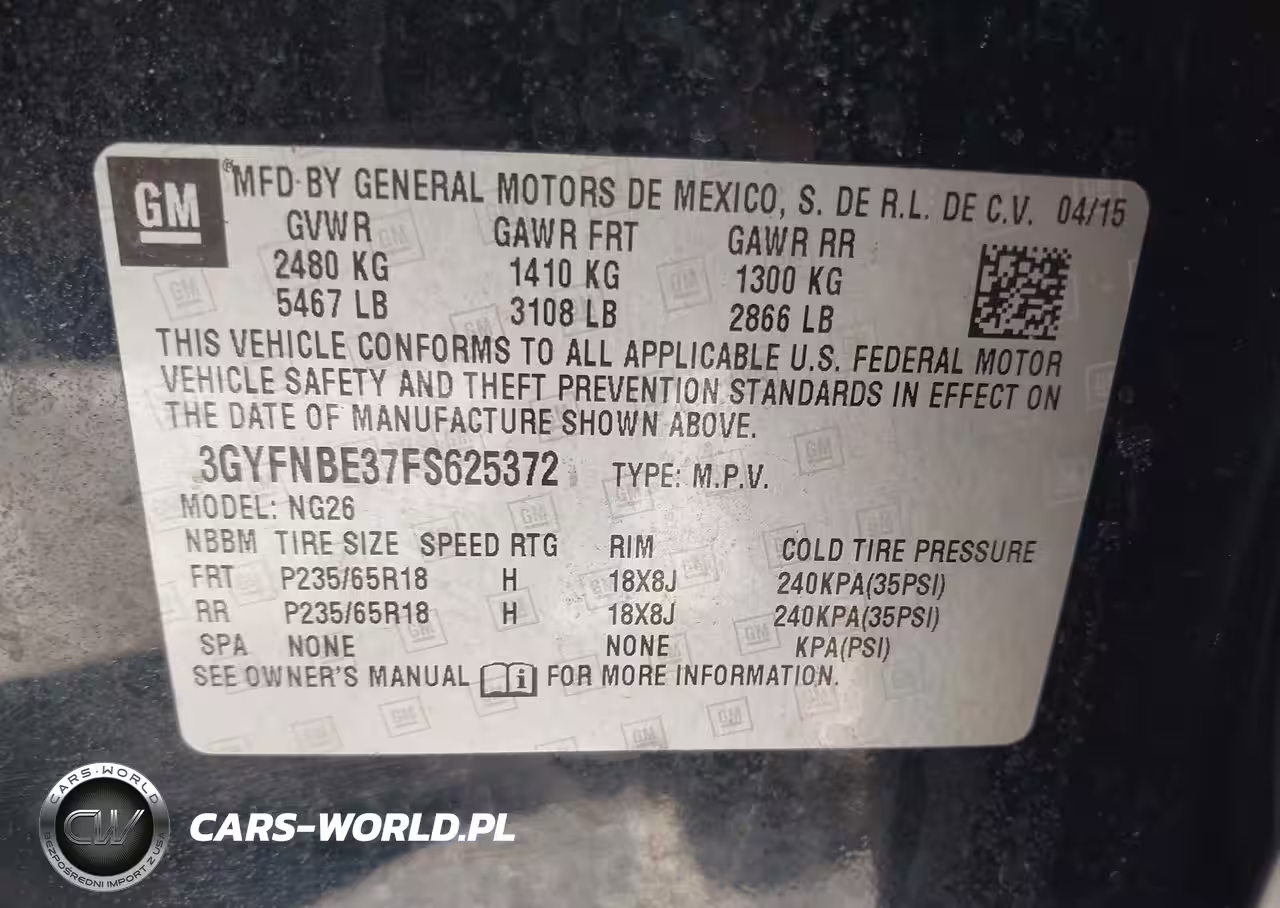 GM ® MFD BY GENERAL MOTORS DE MEXICO, S. DE R.L. DE C.V. 04/15
GVWR GAWR FRT GAWR RR
2480 KG 1410 KG 1300 KG
5467 LB 3108 LB 2866 LB
THIS VEHICLE CONFORMS TO ALL APPLICABLE U.S. FEDERAL MOTOR
VEHICLE SAFETY AND THEFT PREVENTION STANDARDS IN EFFECT ON
THE DATE OF MANUFACTURE SHOWN ABOVE.
3GYFNBE37FS625372 TYPE: M.P.V.
MODEL: NG26
NBBM TIRE SIZE SPEED RTG RIM COLD TIRE PRESSURE
FRT P235/65R18 H 18X8J 240KPA(35PSI)
RR P235/65R18 H 18X8J 240KPA(35PSI)
SPA NONE NONE KPA(PSI)
SEE OWNER'S MANUAL i FOR MORE INFORMATION.
CARS-WORLD
CW
BEZPOŚREDNI IMPORT Z USA
CARS-WORLD.PL